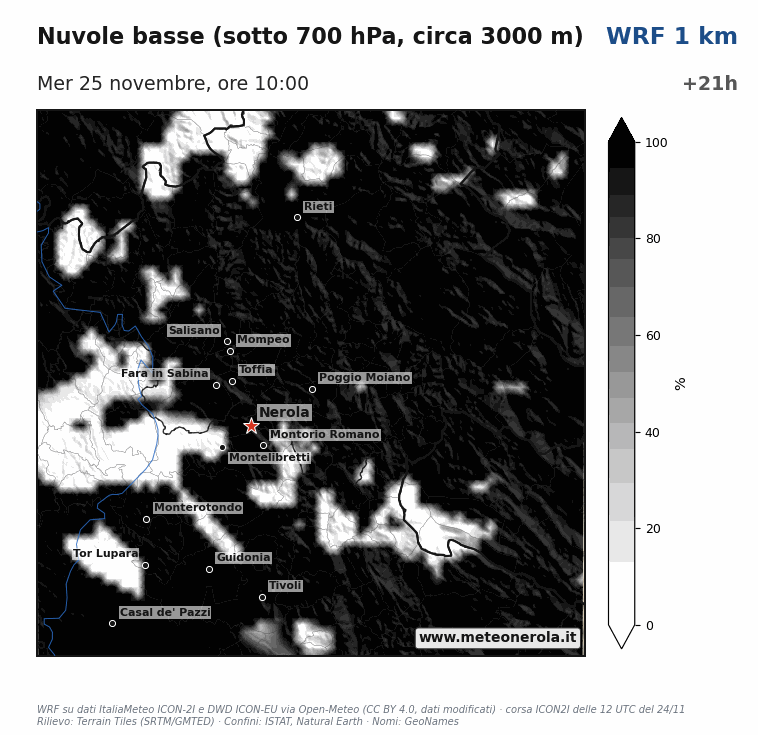 Nuvole basse (sotto 700 hPa, circa 3000 m) WRF 1 km
Mer 25 novembre, ore 10:00 +21h
100
80
60
40
20
0
%
Rieti
Salisano
Mompeo
Fara in Sabina
Toffia
Poggio Moiano
Nerola
Montorio Romano
Montelibretti
Monterotondo
Tor Lupara
Guidonia
Tivoli
Casal de' Pazzi
www.meteonerola.it
WRF su dati ItaliaMeteo ICON-2I e DWD ICON-EU via Open-Meteo (CC BY 4.0, dati modificati) · corsa ICON2I delle 12 UTC del 24/11
Rilievo: Terrain Tiles (SRTM/GMTED) · Confini: ISTAT, Natural Earth · Nomi: GeoNames